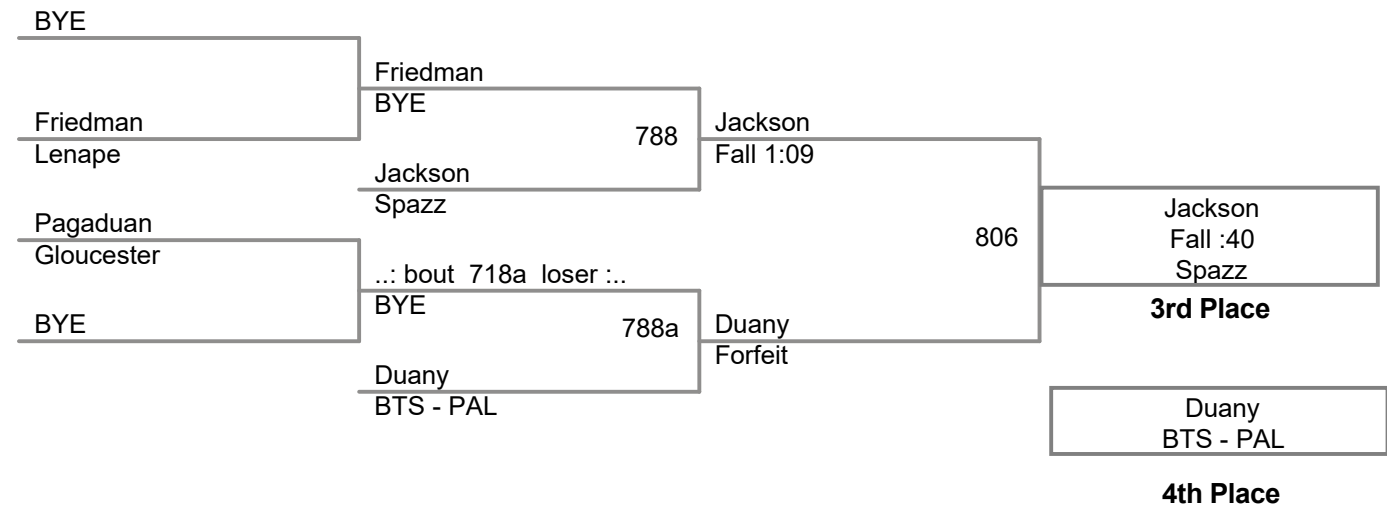 BYE
Friedman
BYE
Friedman
Lenape
788
Jackson
Fall 1:09
Jackson
Spazz
Pagaduan
Gloucester
806
Jackson
Fall :40
Spazz
3rd Place
..: bout 718a loser :..
BYE
BYE
788a
Duany
Forfeit
Duany
BTS - PAL
Duany
BTS - PAL
4th Place